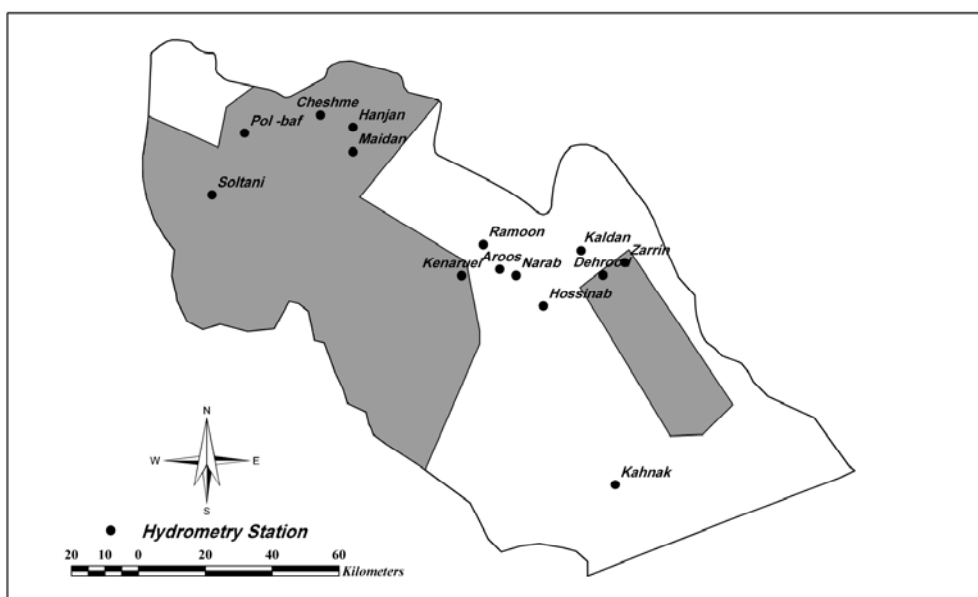 Cheshme
Hanjan
Pol -baf
Maidan
Soltani
Ramoon
Kaldan
Zarrin
Aroos
Kenaruei
Narab
Hossinab
Kahnak
N
W E
S
Hydrometry Station
20 10 0 20 40 60
Kilometers